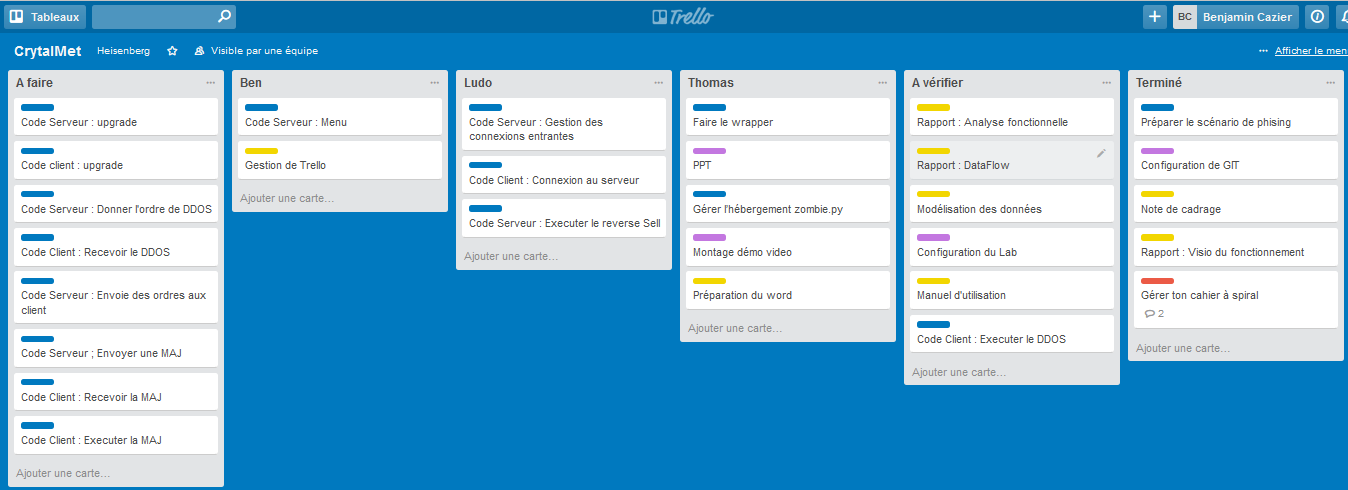 Tableaux
Trello
BC Benjamin Cazier
CrytalMet Heisenberg Visible par une équipe
Afficher le men
A faire
Code Serveur : upgrade
Code client : upgrade
Code Serveur : Donner l'ordre de DDOS
Code Client : Recevoir le DDOS
Code Serveur : Envoie des ordres aux
client
Code Serveur ; Envoyer une MAJ
Code Client : Recevoir la MAJ
Code Client : Executer la MAJ
Ajouter une carte...
Ben
Code Serveur : Menu
Gestion de Trello
Ajouter une carte...
Ludo
Code Serveur : Gestion des
connexions entrantes
Code Client : Connexion au serveur
Code Serveur : Executer le reverse Sell
Ajouter une carte...
Thomas
Faire le wrapper
PPT
Gérer l'hébergement zombie.py
Montage démo video
Préparation du word
Ajouter une carte...
A vérifier
Rapport : Analyse fonctionnelle
Rapport : DataFlow
Modélisation des données
Configuration du Lab
Manuel d'utilisation
Code Client : Executer le DDOS
Ajouter une carte...
Terminé
Préparer le scénario de phising
Configuration de GIT
Note de cadrage
Rapport : Visio du fonctionnement
Gérer ton cahier à spiral
2
Ajouter une carte...